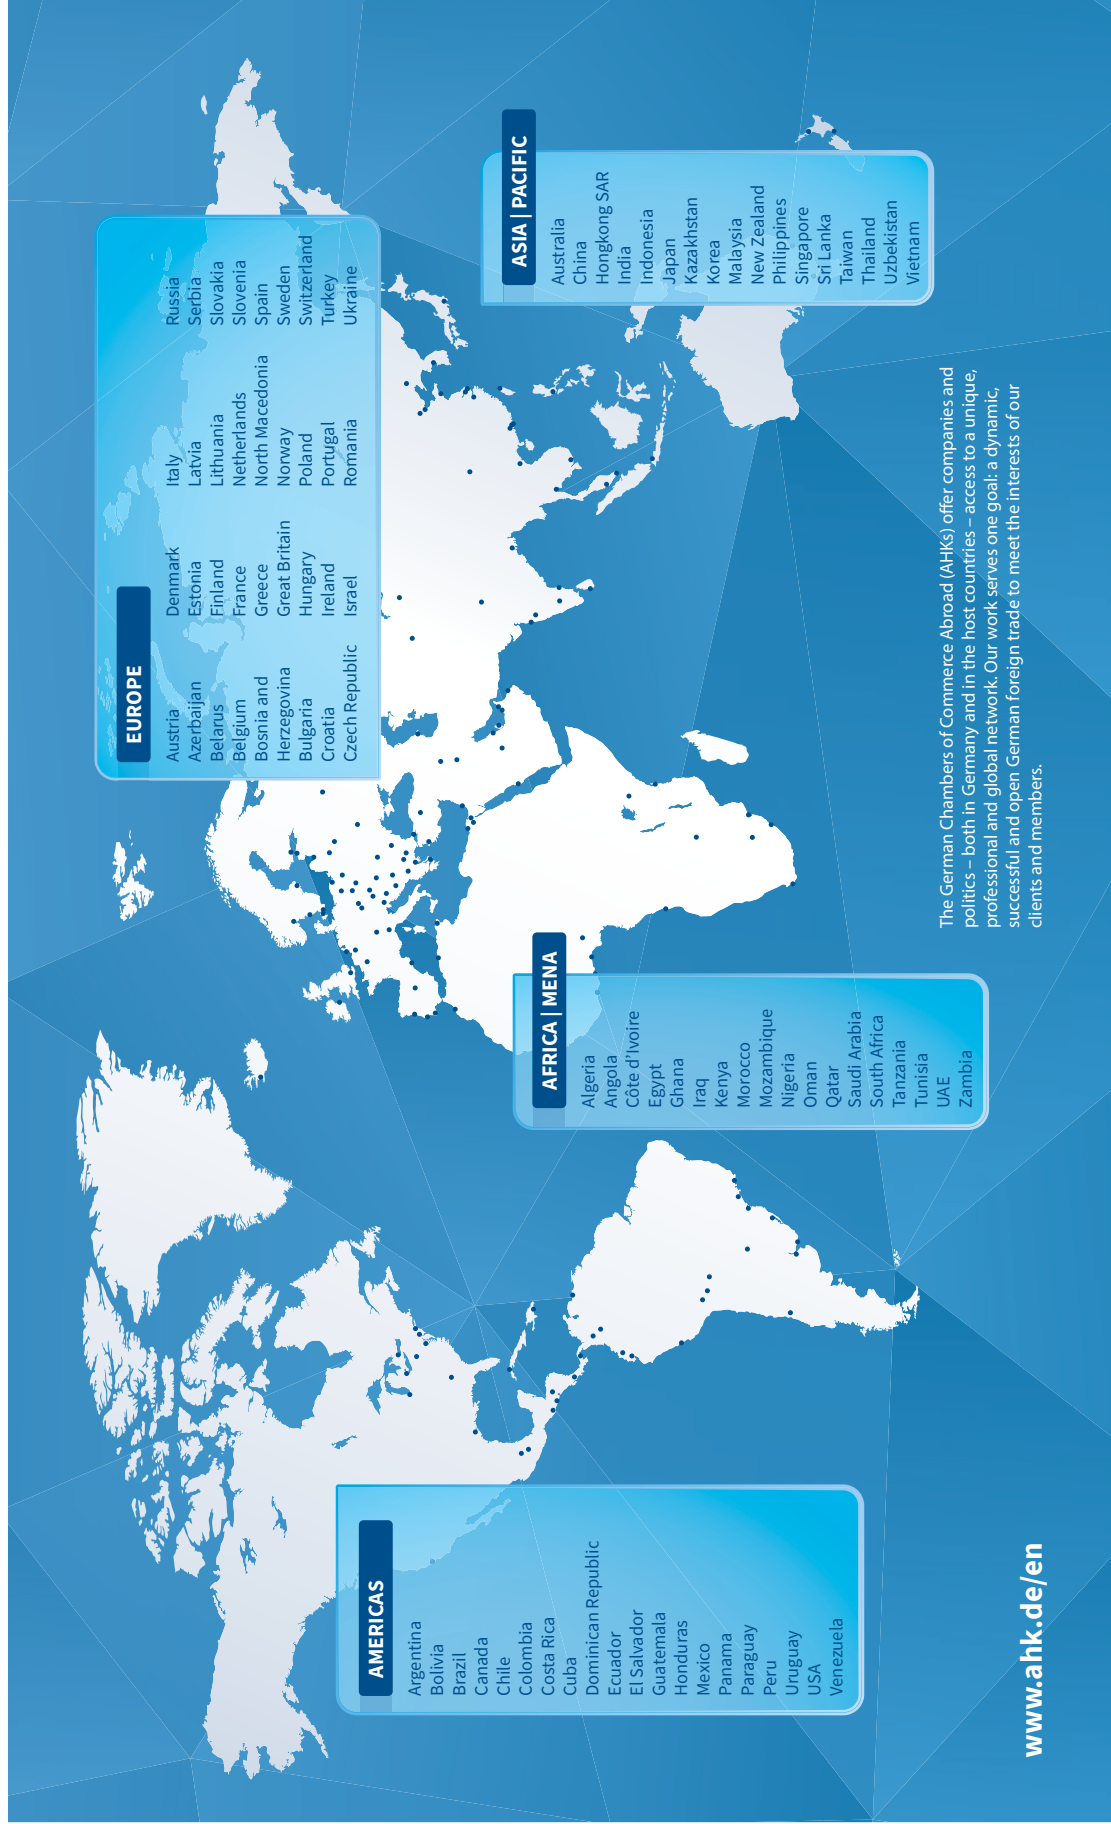 EUROPE
Austria
Azerbaijan
Belarus
Belgium
Bosnia and
Herzegovina
Bulgaria
Croatia
Czech Republic
Denmark
Estonia
Finland
France
Greece
Great Britain
Hungary
Ireland
Israel
Italy
Latvia
Lithuania
Netherlands
North Macedonia
Norway
Poland
Portugal
Romania
Russia
Serbia
Slovakia
Slovenia
Spain
Sweden
Switzerland
Turkey
Ukraine
AMERICAS
Argentina
Bolivia
Brazil
Canada
Chile
Colombia
Costa Rica
Cuba
Dominican Republic
Ecuador
El Salvador
Guatemala
Honduras
Mexico
Panama
Paraguay
Peru
Uruguay
USA
Venezuela
AFRICA | MENA
Algeria
Angola
Côte d'Ivoire
Egypt
Ghana
Iraq
Kenya
Morocco
Mozambique
Nigeria
Oman
Qatar
Saudi Arabia
South Africa
Tanzania
Tunisia
UAE
Zambia
ASIA | PACIFIC
Australia
China
Hongkong SAR
India
Indonesia
Japan
Kazakhstan
Korea
Malaysia
New Zealand
Philippines
Singapore
Sri Lanka
Taiwan
Thailand
Uzbekistan
Vietnam
The German Chambers of Commerce Abroad (AHKs) offer companies and
politics – both in Germany and in the host countries – access to a unique,
professional and global network. Our work serves one goal: a dynamic,
successful and open German foreign trade to meet the interests of our
clients and members.
www.ahk.de/en